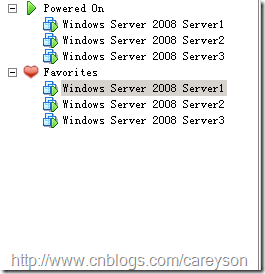 Powered On
Windows Server 2008 Server1
Windows Server 2008 Server2
Windows Server 2008 Server3
Favorites
Windows Server 2008 Server1
Windows Server 2008 Server2
Windows Server 2008 Server3
http://www.cnblogs.com/careyson